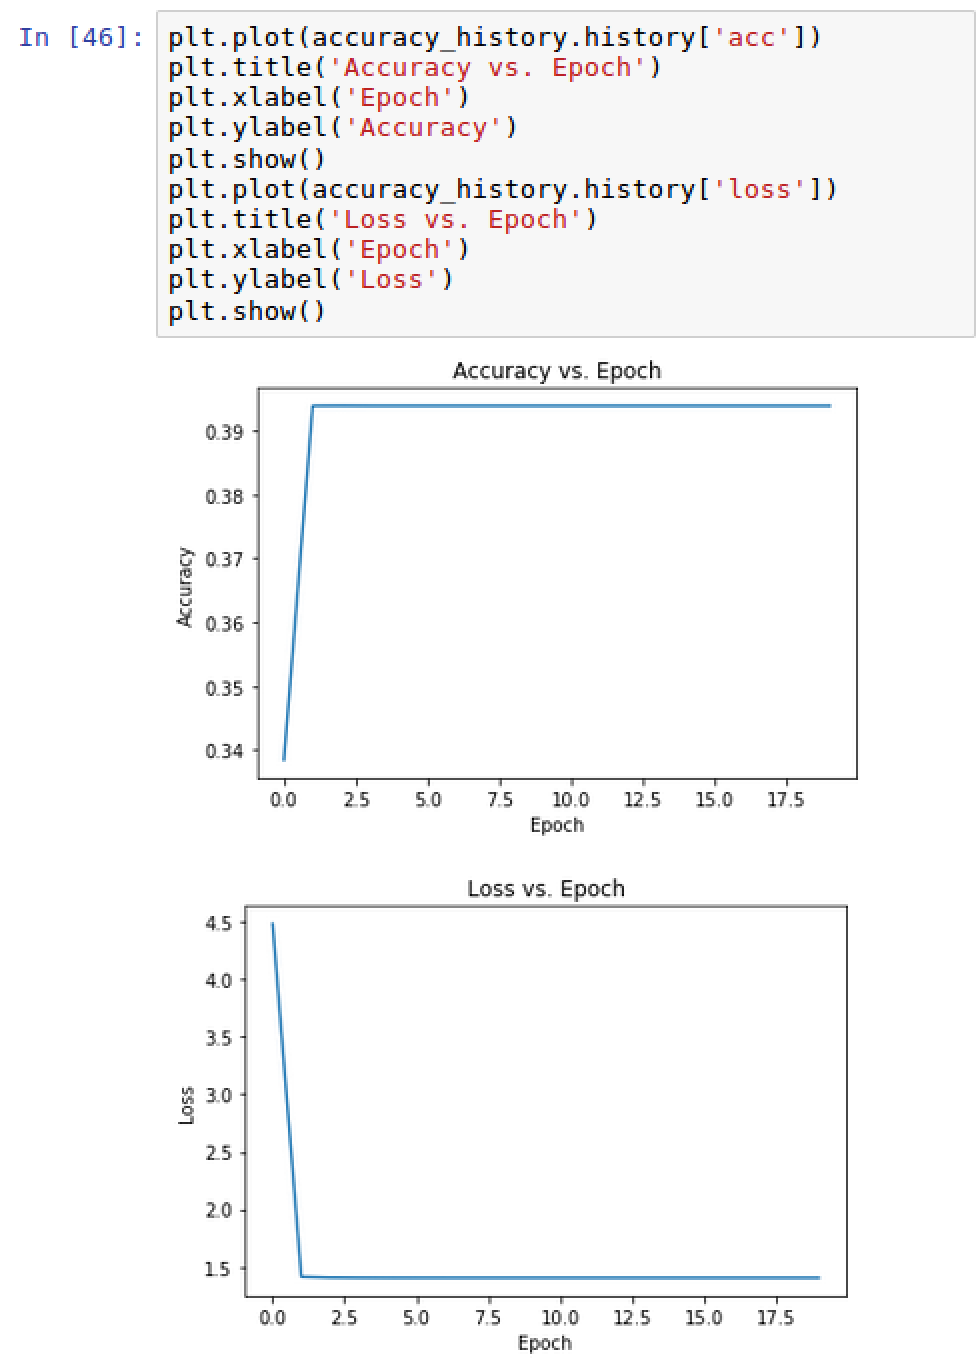 In [46]: plt.plot(accuracy_history.history['acc'])
plt.title('Accuracy vs. Epoch')
plt.xlabel('Epoch')
plt.ylabel('Accuracy')
plt.show()
plt.plot(accuracy_history.history['loss'])
plt.title('Loss vs. Epoch')
plt.xlabel('Epoch')
plt.ylabel('Loss')
plt.show()
Accuracy vs. Epoch
0.39
0.38
0.37
0.36
0.35
0.34
Accuracy
0.0 2.5 5.0 7.5 10.0 12.5 15.0 17.5
Epoch
Loss vs. Epoch
4.5
4.0
3.5
3.0
2.5
2.0
1.5
Loss
0.0 2.5 5.0 7.5 10.0 12.5 15.0 17.5
Epoch